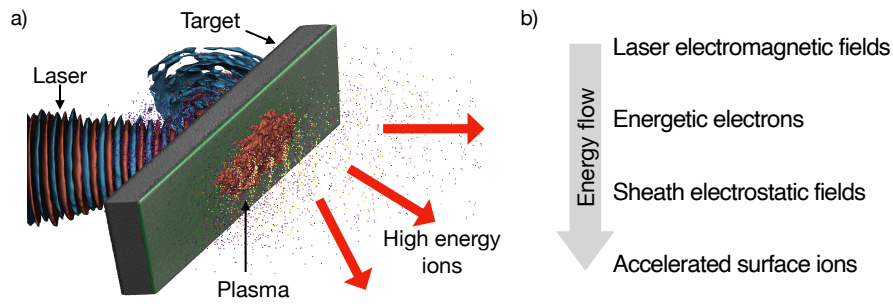 a)
Target
Laser
High energy
ions
Plasma
b)
Energy flow
Laser electromagnetic fields
Energetic electrons
Sheath electrostatic fields
Accelerated surface ions